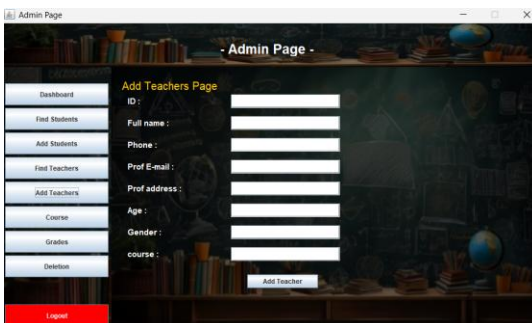 Admin Page
- Admin Page -
Dashboard
Find Students
Add Students
Find Teachers
Add Teachers
Course
Grades
Deletion
Logout
Add Teachers Page
ID :
Full name :
Phone :
Prof E-mail :
Prof address :
Age :
Gender :
course :
Add Teacher